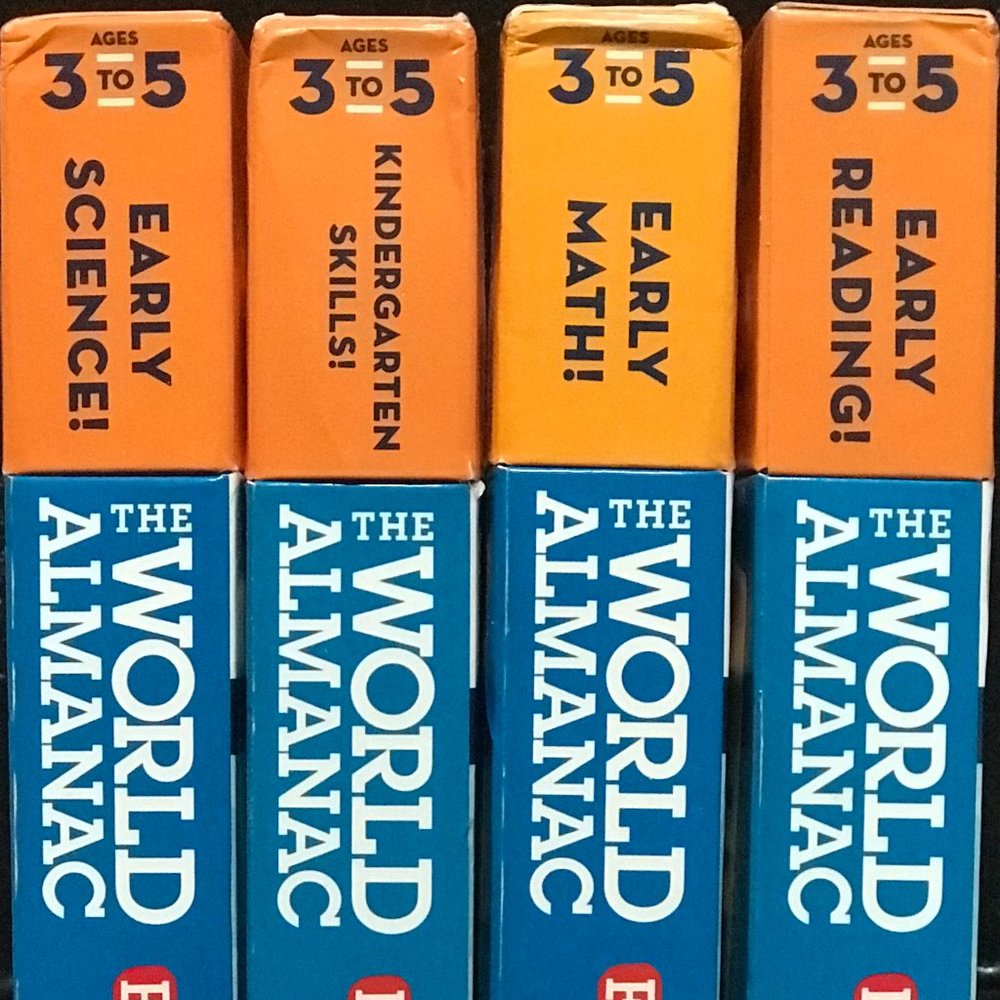 AGES
3 TO 5
EARLY
SCIENCE!
THE WORLD
ALMANAC
AGES
3 TO 5
KINDERGARTEN
SKILLS!
THE WORLD
ALMANAC
AGES
3 TO 5
EARLY
MATH!
THE WORLD
ALMANAC
AGES
3 TO 5
EARLY
READING!
THE WORLD
ALMANAC